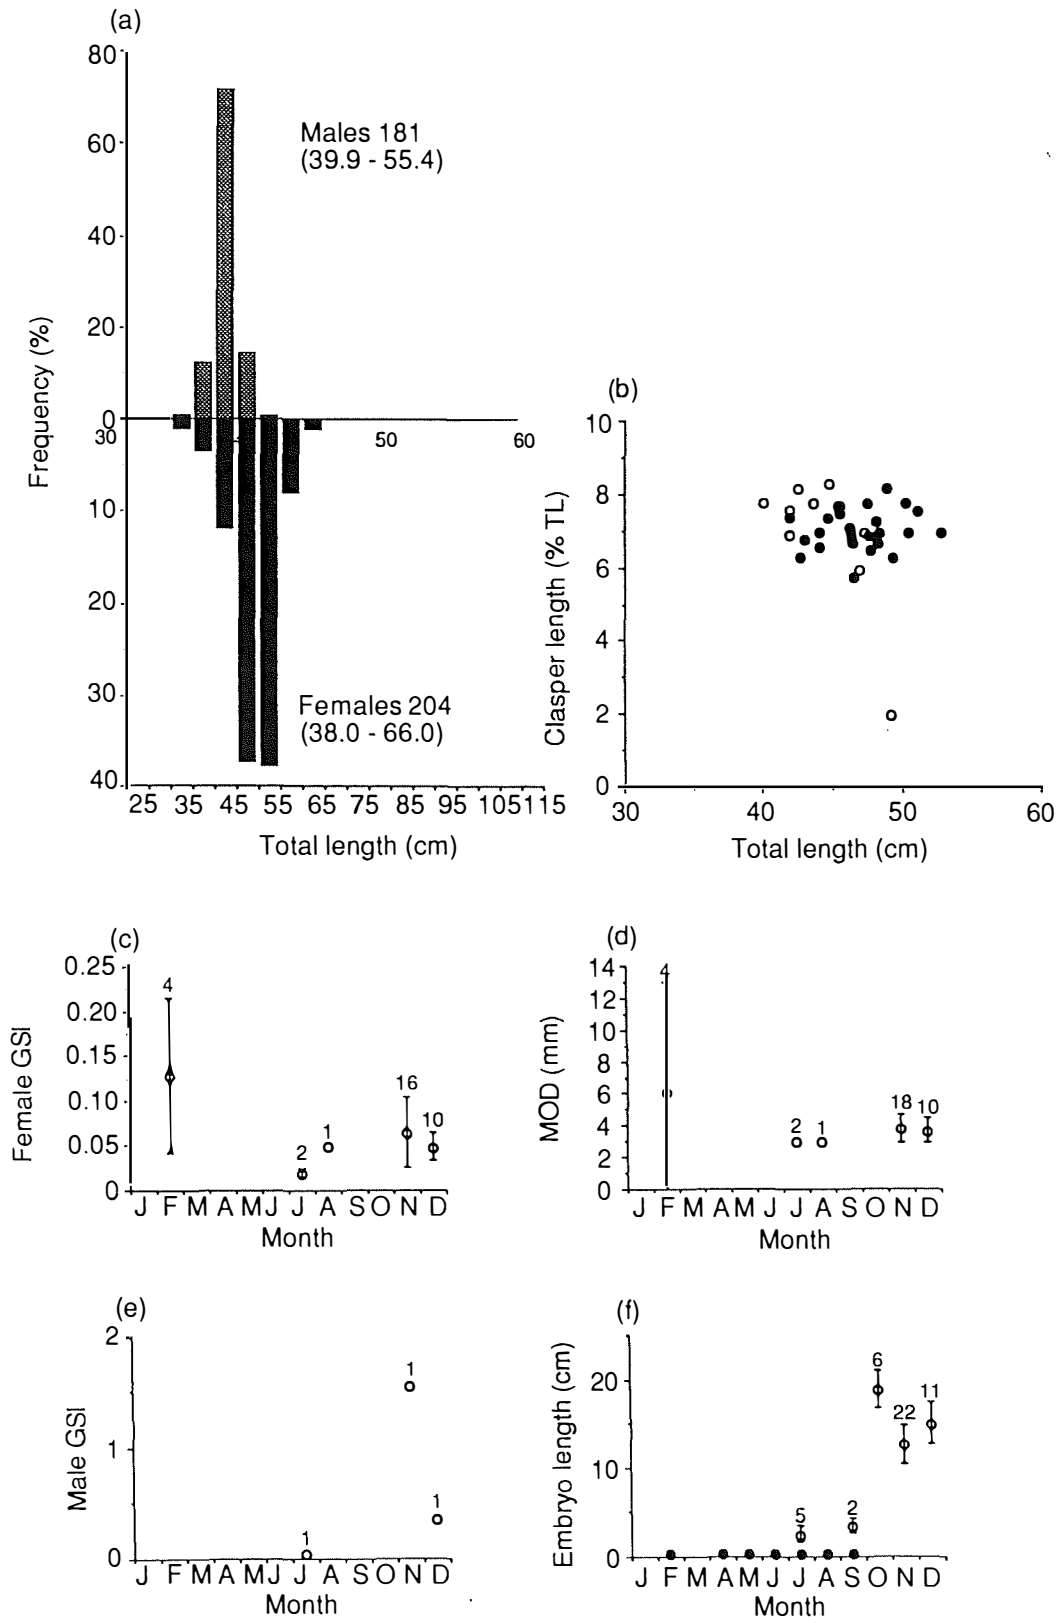 (a)
80
60
40
20
0
10
20
30
40
Frequency (%)
Males 181
(39.9 - 55.4)
30 50 60
Females 204
(38.0 - 66.0)
25 35 45 55 65 75 85 95 105 115
Total length (cm)
(b)
10
8
6
4
2
0
Clasper length (% TL)
30 40 50 60
Total length (cm)
(c)
0.25
0.20
0.15
0.10
0.05
0
Female GSI
4 2 1 16 10
J F M A M J J A S O N D
Month
(d)
14
12
10
8
6
4
2
0
MOD (mm)
4 2 1 18 10
J F M A M J J A S O N D
Month
(e)
2
1
0
Male GSI
1 1 1
J F M A M J J A S O N D
Month
(f)
20
10
0
Embryo length (cm)
5 2 6 22 11
J F M A M J J A S O N D
Month